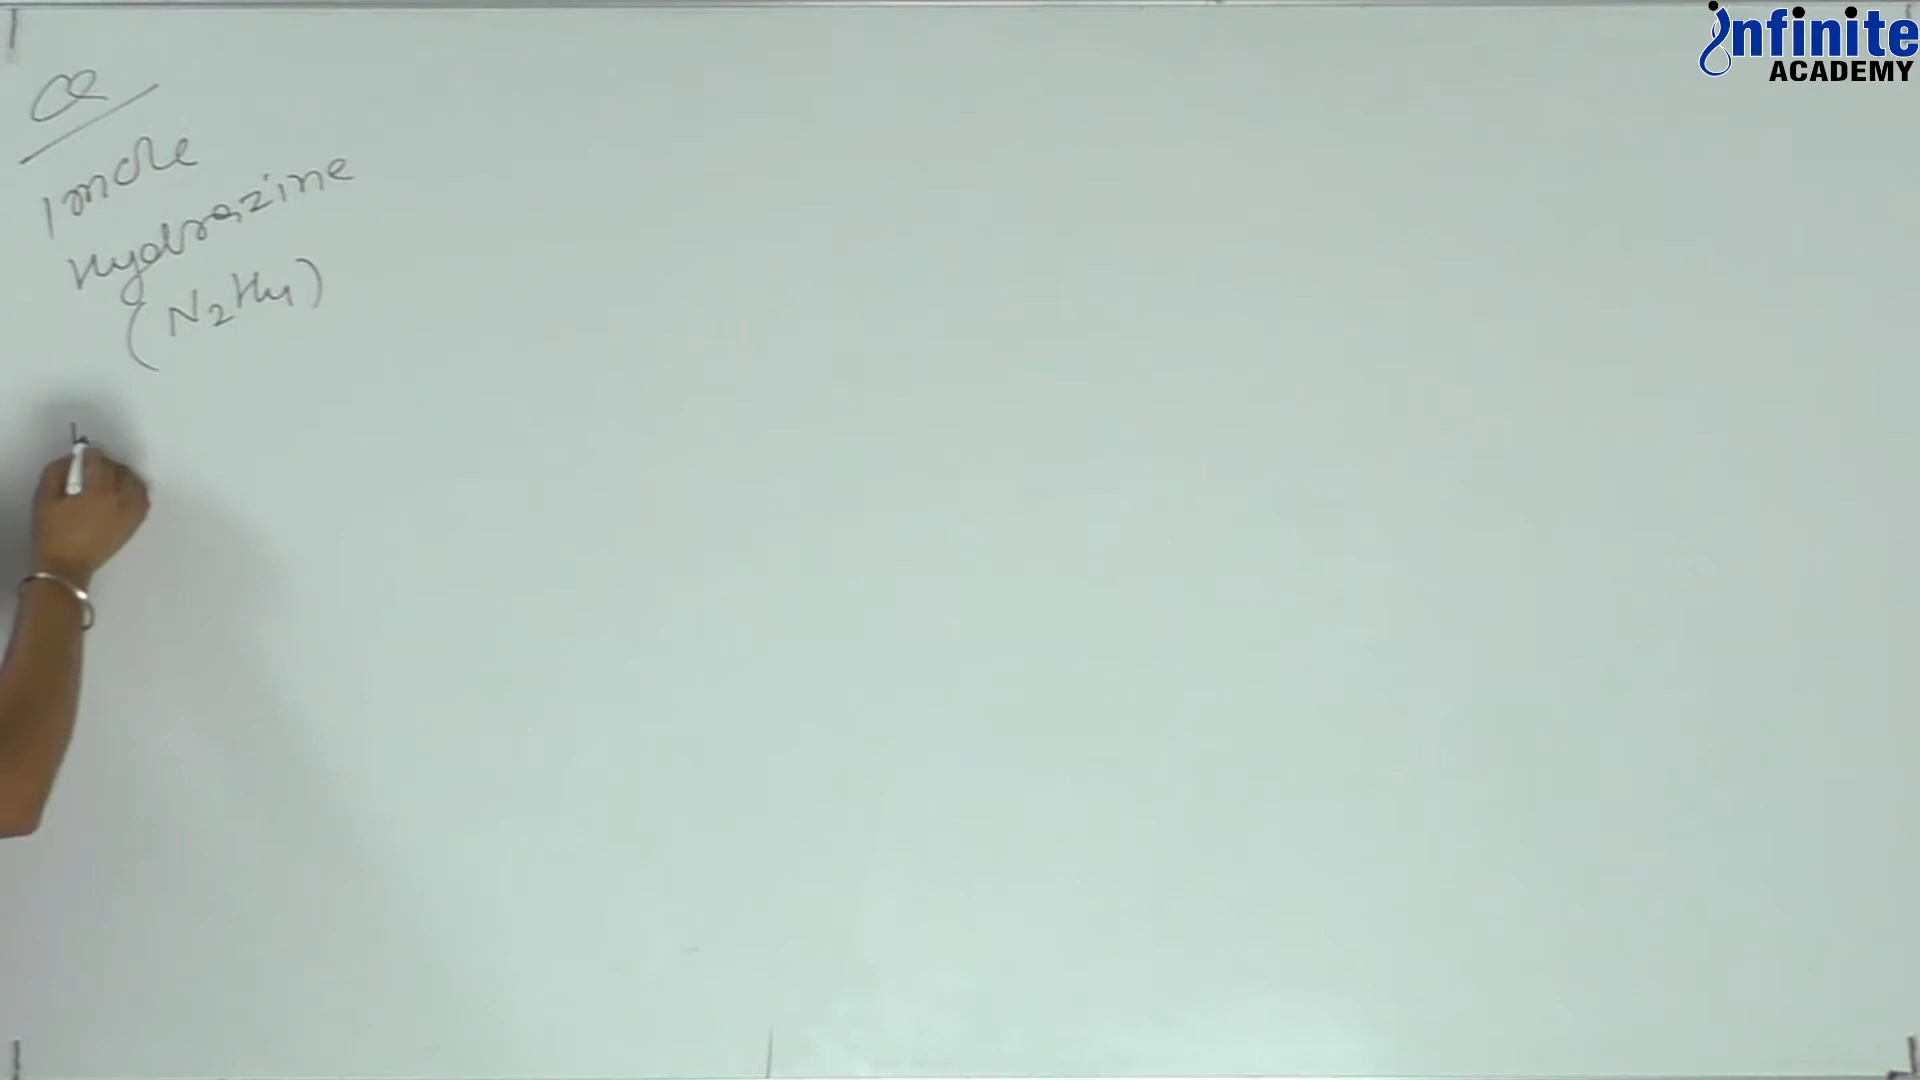 infinite
ACADEMY
Q
1 mole
Hydrazine
(N2H4)